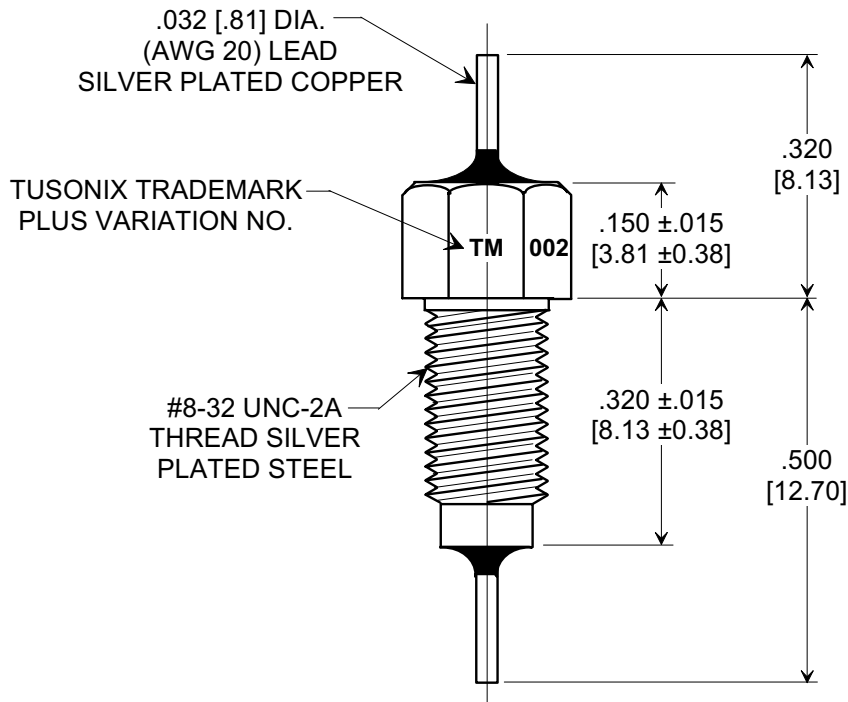 .032 [.81] DIA.
(AWG 20) LEAD
SILVER PLATED COPPER
.320
[8.13]
TUSONIX TRADEMARK
PLUS VARIATION NO.
.150 ±.015
[3.81 ±0.38]
TM
002
#8-32 UNC-2A
THREAD SILVER
PLATED STEEL
.320 ±.015
[8.13 ±0.38]
.500
[12.70]